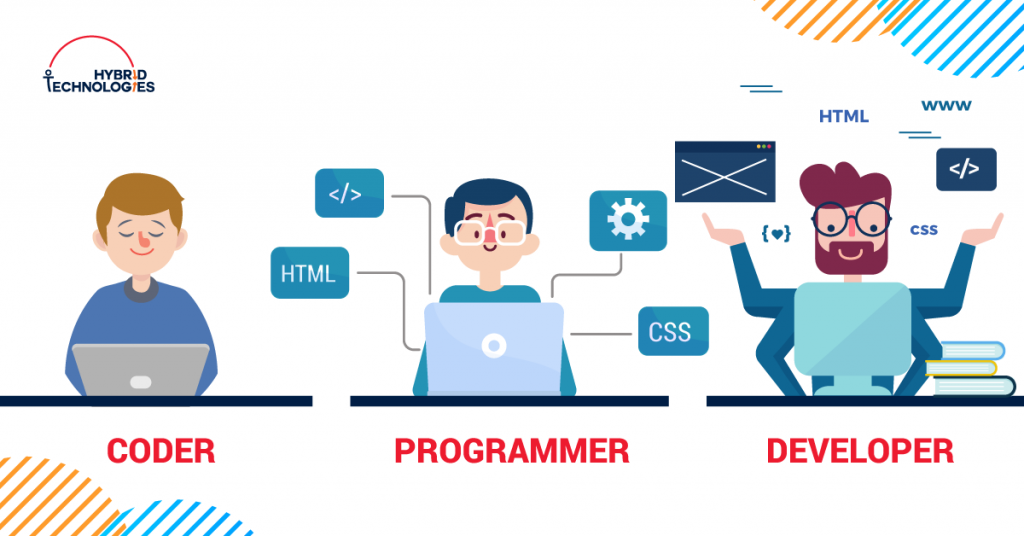 HYBRID
TECHNOLOGIES
HTML
WWW
</>
</>
HTML
CSS
{♥}
CSS
CODER
PROGRAMMER
DEVELOPER